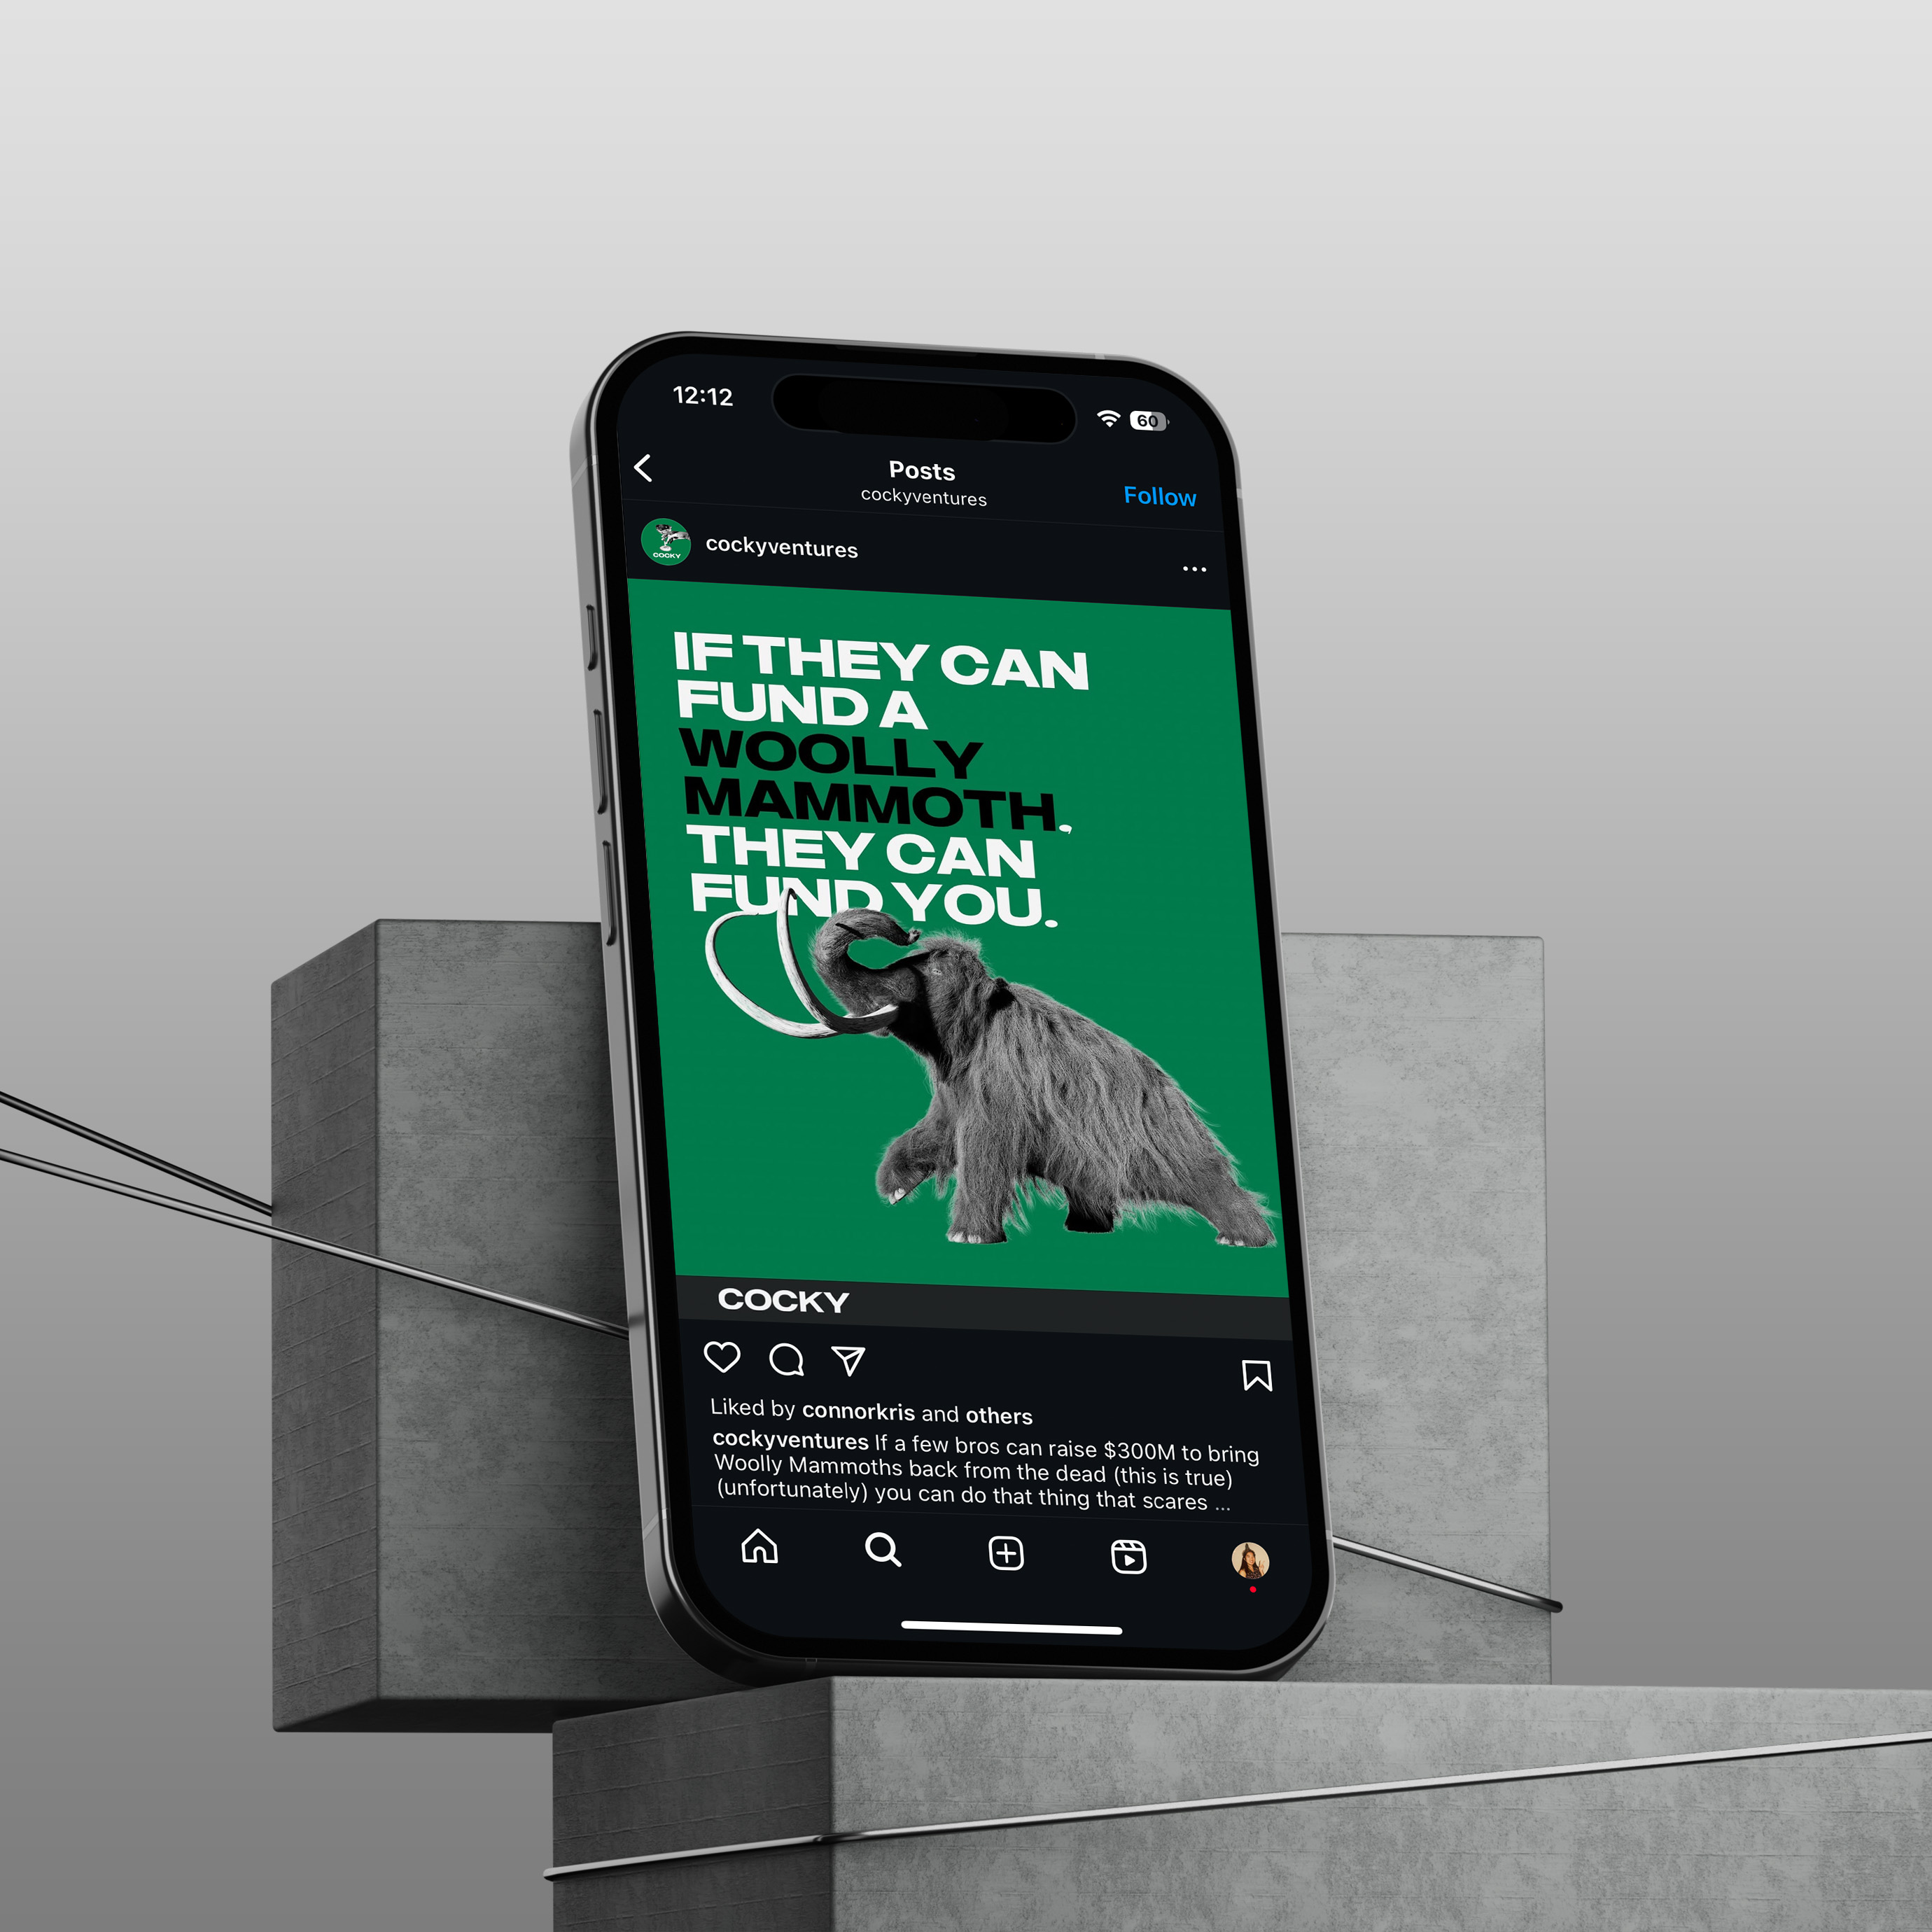 12:12
60
Posts
cockyventures
Follow
COCKY
cockyventures
IF THEY CAN
FUND A
WOOLLY
MAMMOTH,
THEY CAN
FUND YOU.
COCKY
Liked by connorkris and others
cockyventures If a few bros can raise $300M to bring
Woolly Mammoths back from the dead (this is true)
(unfortunately) you can do that thing that scares ...